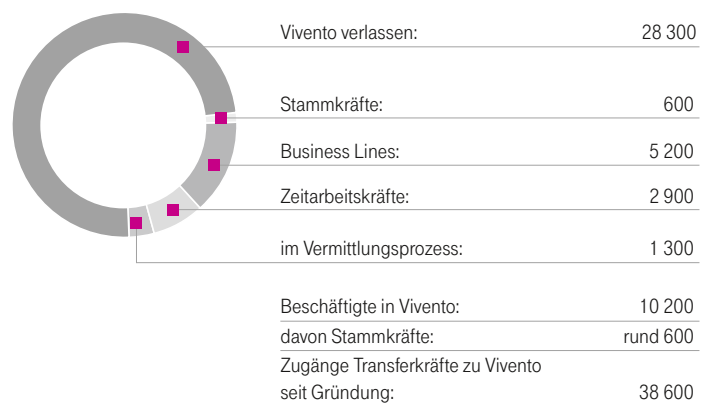 Vivento verlassen: 28 300
Stammkräfte: 600
Business Lines: 5 200
Zeitarbeitskräfte: 2 900
im Vermittlungsprozess: 1 300
Beschäftigte in Vivento: 10 200
davon Stammkräfte: rund 600
Zugänge Transferkräfte zu Vivento
seit Gründung: 38 600